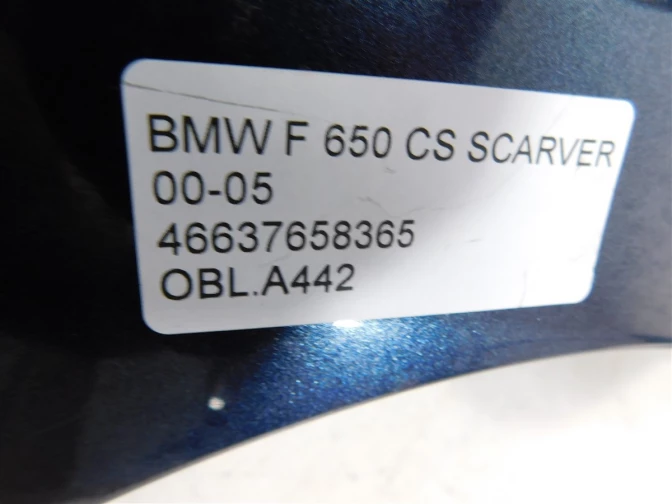 BMW F 650 CS SCARVER
00-05
46637658365
OBL.A442